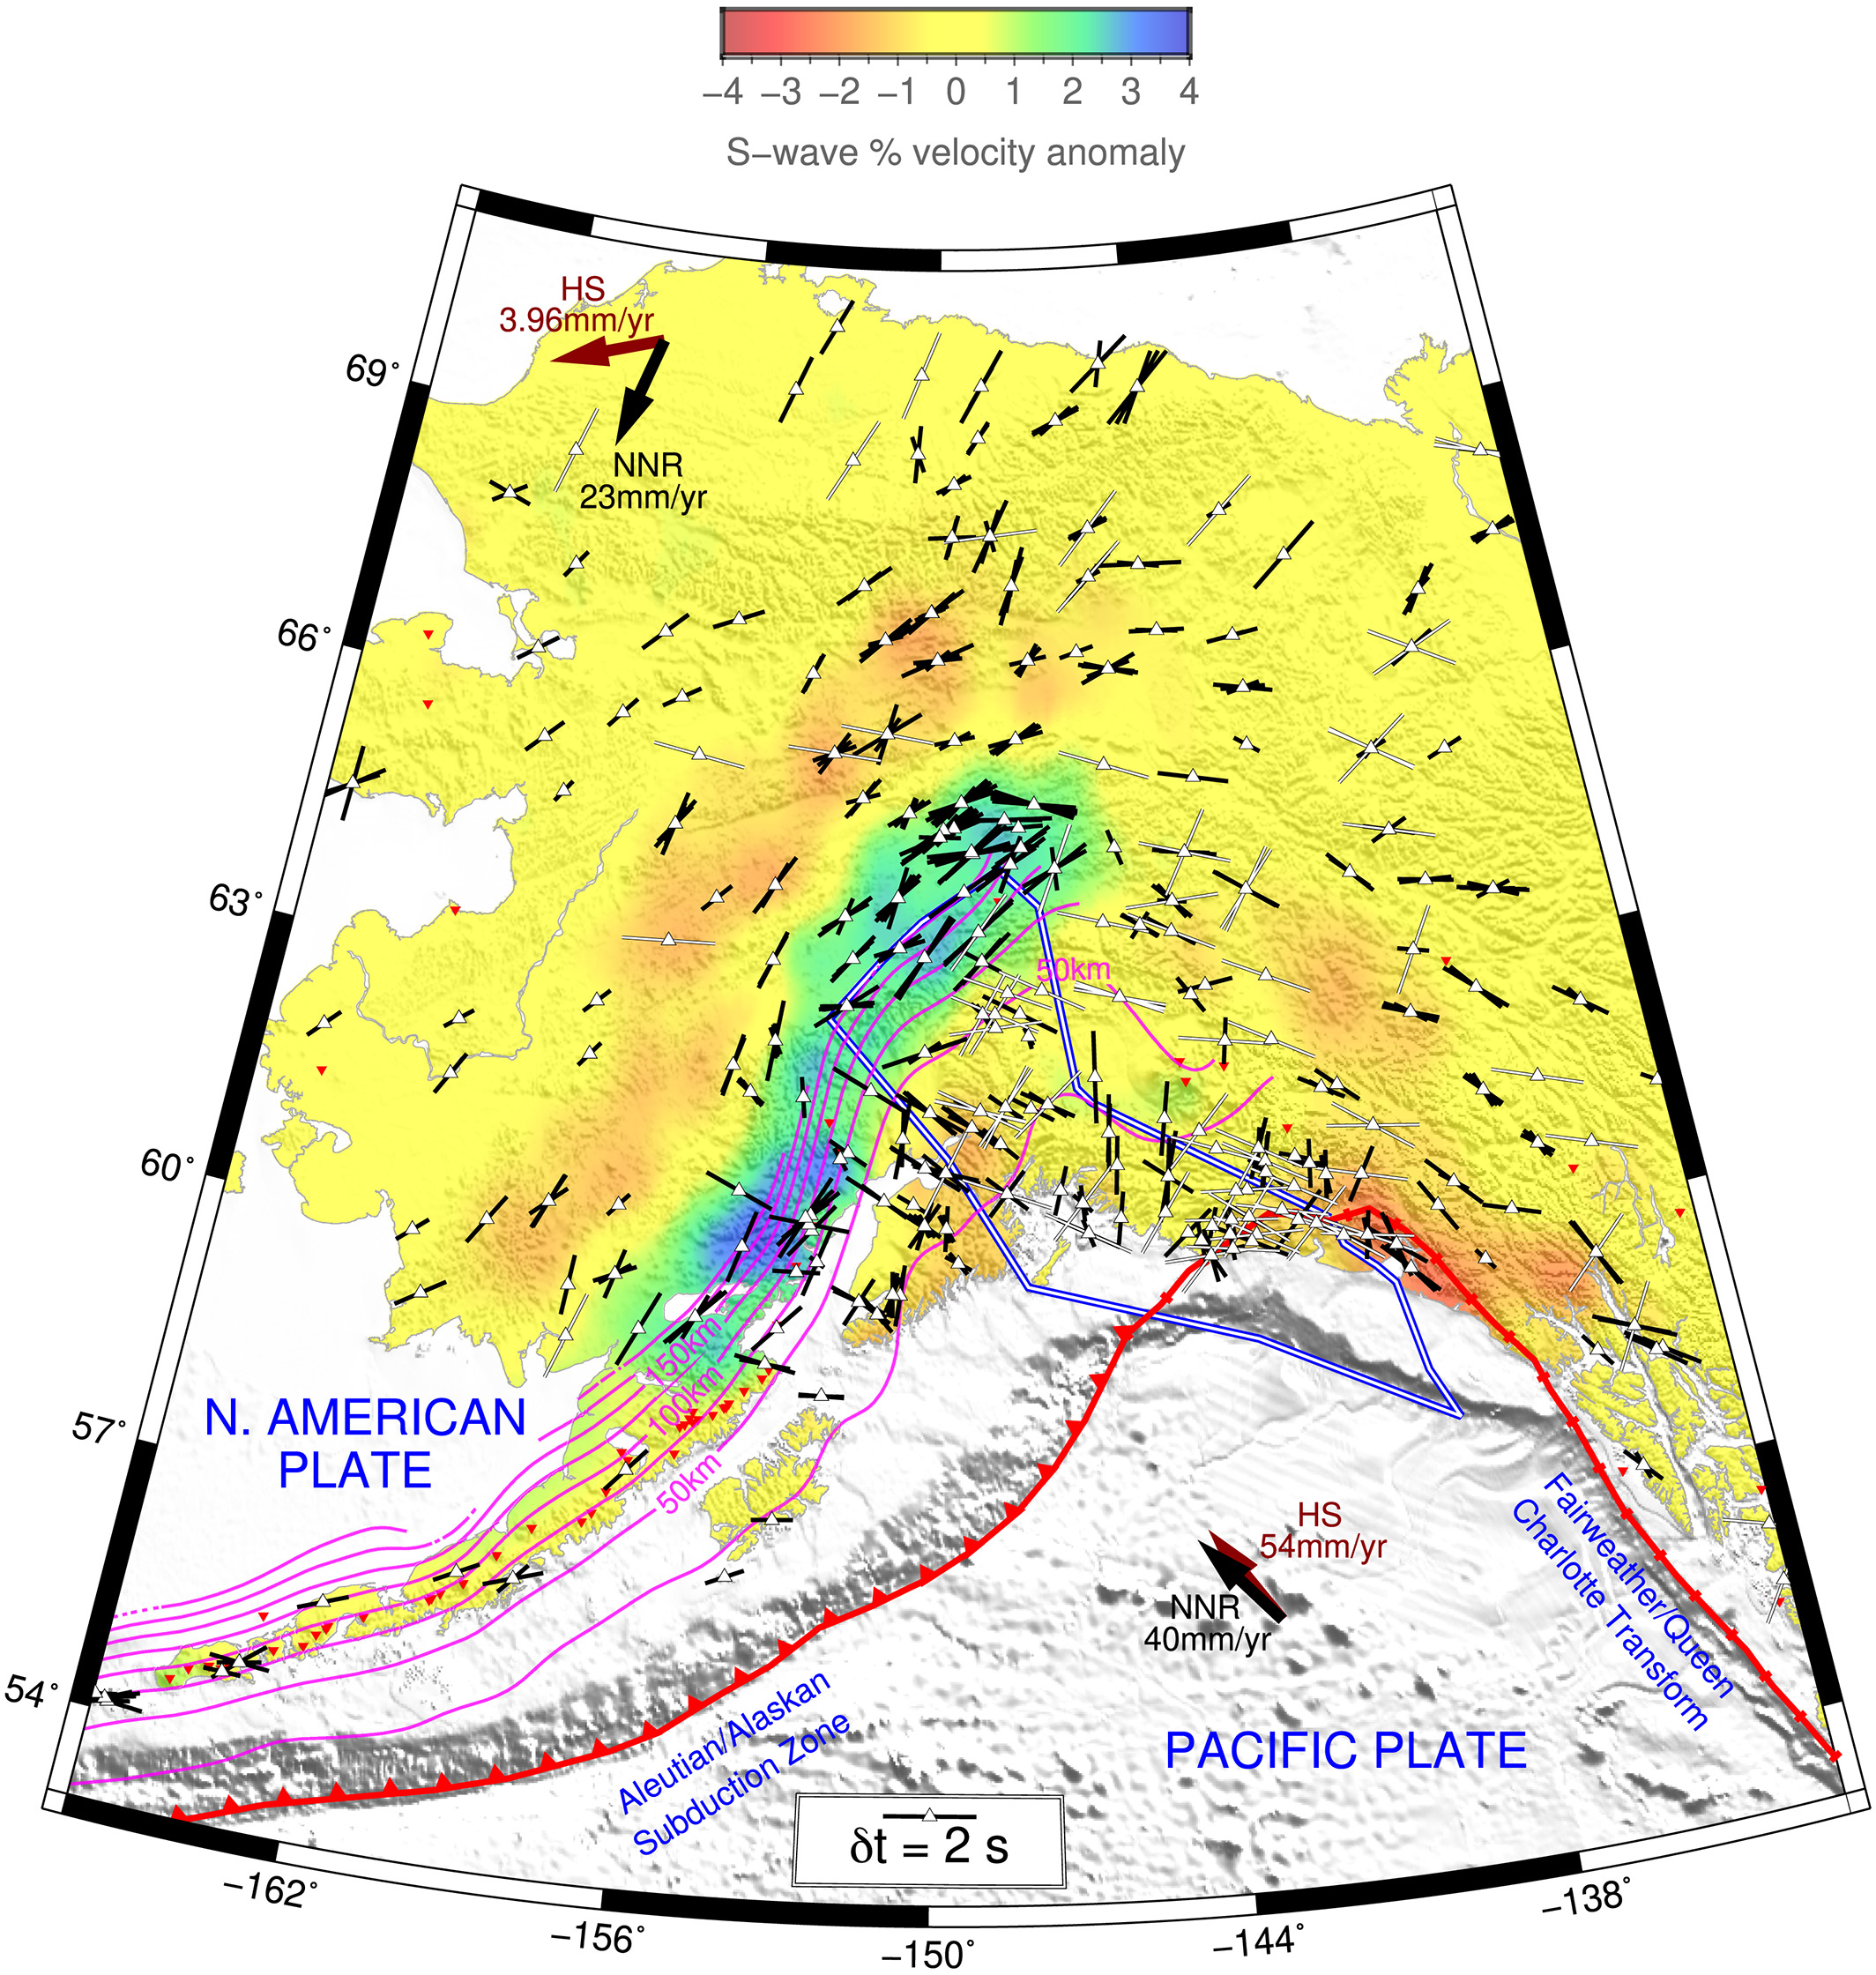 −4 −3 −2 −1 0 1 2 3 4
S−wave % velocity anomaly
HS
3.96mm/yr
NNR
23mm/yr
69°
66°
63°
60°
57°
54°
50km
150km
100km
50km
N. AMERICAN
PLATE
HS
54mm/yr
NNR
40mm/yr
Fairweather/Queen
Charlotte Transform
Aleutian/Alaskan
Subduction Zone
PACIFIC PLATE
δt = 2 s
−162°
−156°
−150°
−144°
−138°